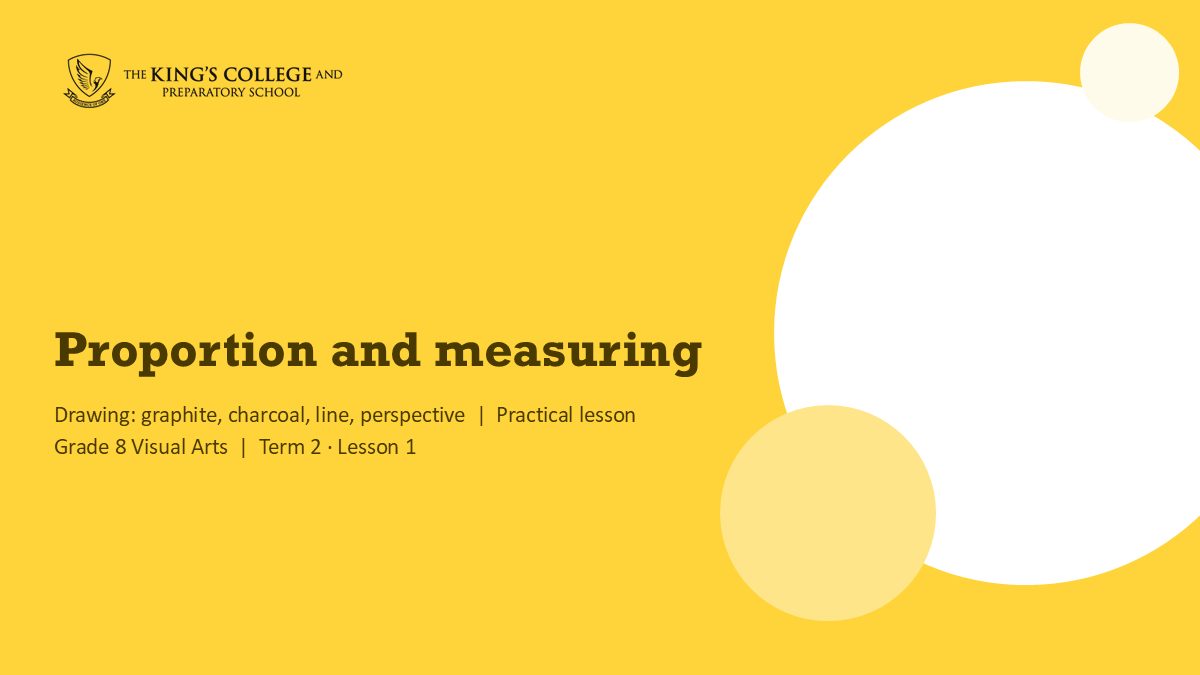 THE KING'S COLLEGE AND
PREPARATORY SCHOOL
Proportion and measuring
Drawing: graphite, charcoal, line, perspective | Practical lesson
Grade 8 Visual Arts | Term 2 · Lesson 1